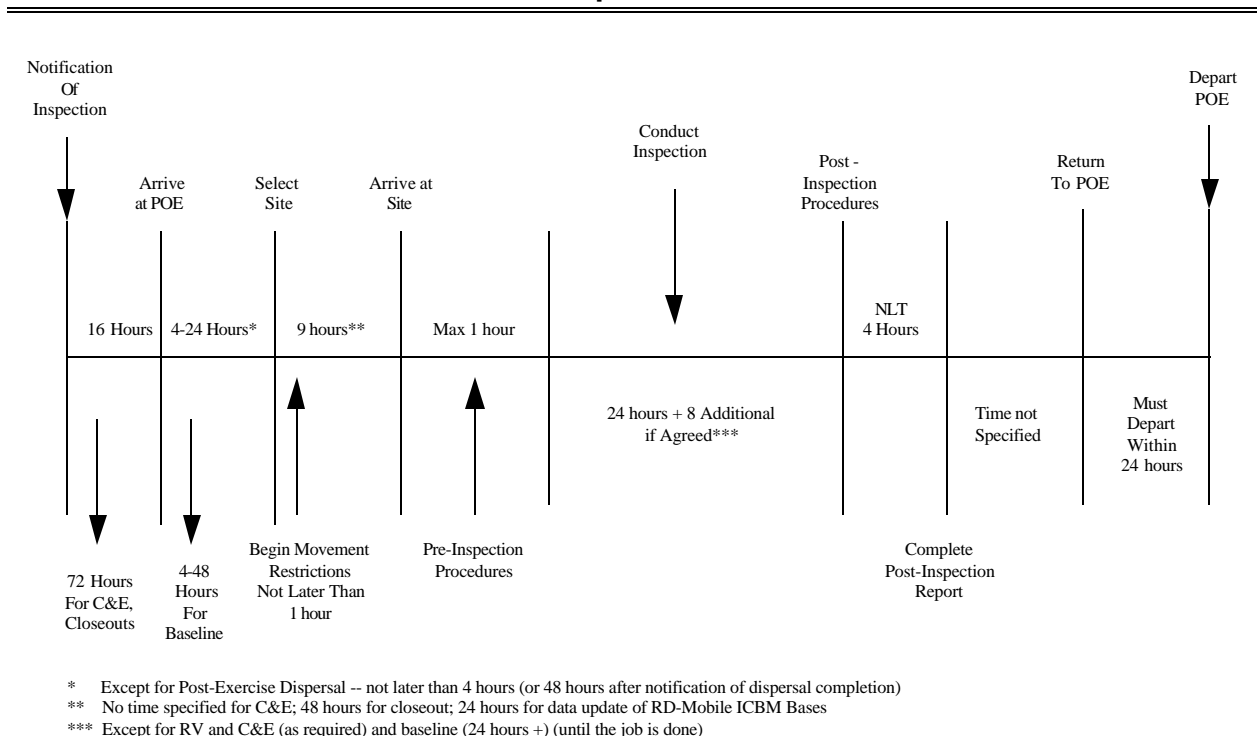 Notification
Of
Inspection
Depart
POE
Conduct
Inspection
Post -
Inspection
Procedures
Return
To POE
Arrive
at POE
Select
Site
Arrive at
Site
16 Hours
4-24 Hours*
9 hours**
Max 1 hour
NLT
4 Hours
24 hours + 8 Additional
if Agreed***
Time not
Specified
Must
Depart
Within
24 hours
72 Hours
For C&E,
Closeouts
4-48
Hours
For
Baseline
Begin Movement
Restrictions
Not Later Than
1 hour
Pre-Inspection
Procedures
Complete
Post-Inspection
Report
* Except for Post-Exercise Dispersal -- not later than 4 hours (or 48 hours after notification of dispersal completion)
** No time specified for C&E; 48 hours for closeout; 24 hours for data update of RD-Mobile ICBM Bases
*** Except for RV and C&E (as required) and baseline (24 hours +) (until the job is done)